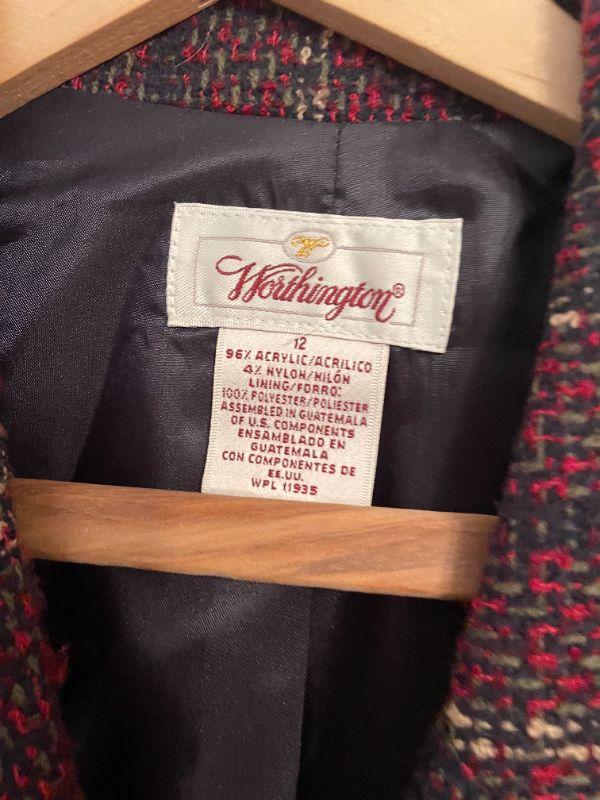 Worthington®
12
96% ACRYLIC/ACRILICO
4% NYLON/NILÓN
LINING/FORRO:
100% POLYESTER/POLIESTER
ASSEMBLED IN GUATEMALA
OF U.S. COMPONENTS
ENSAMBLADO EN
GUATEMALA
CON COMPONENTES DE
EE.UU.
WPL 11935